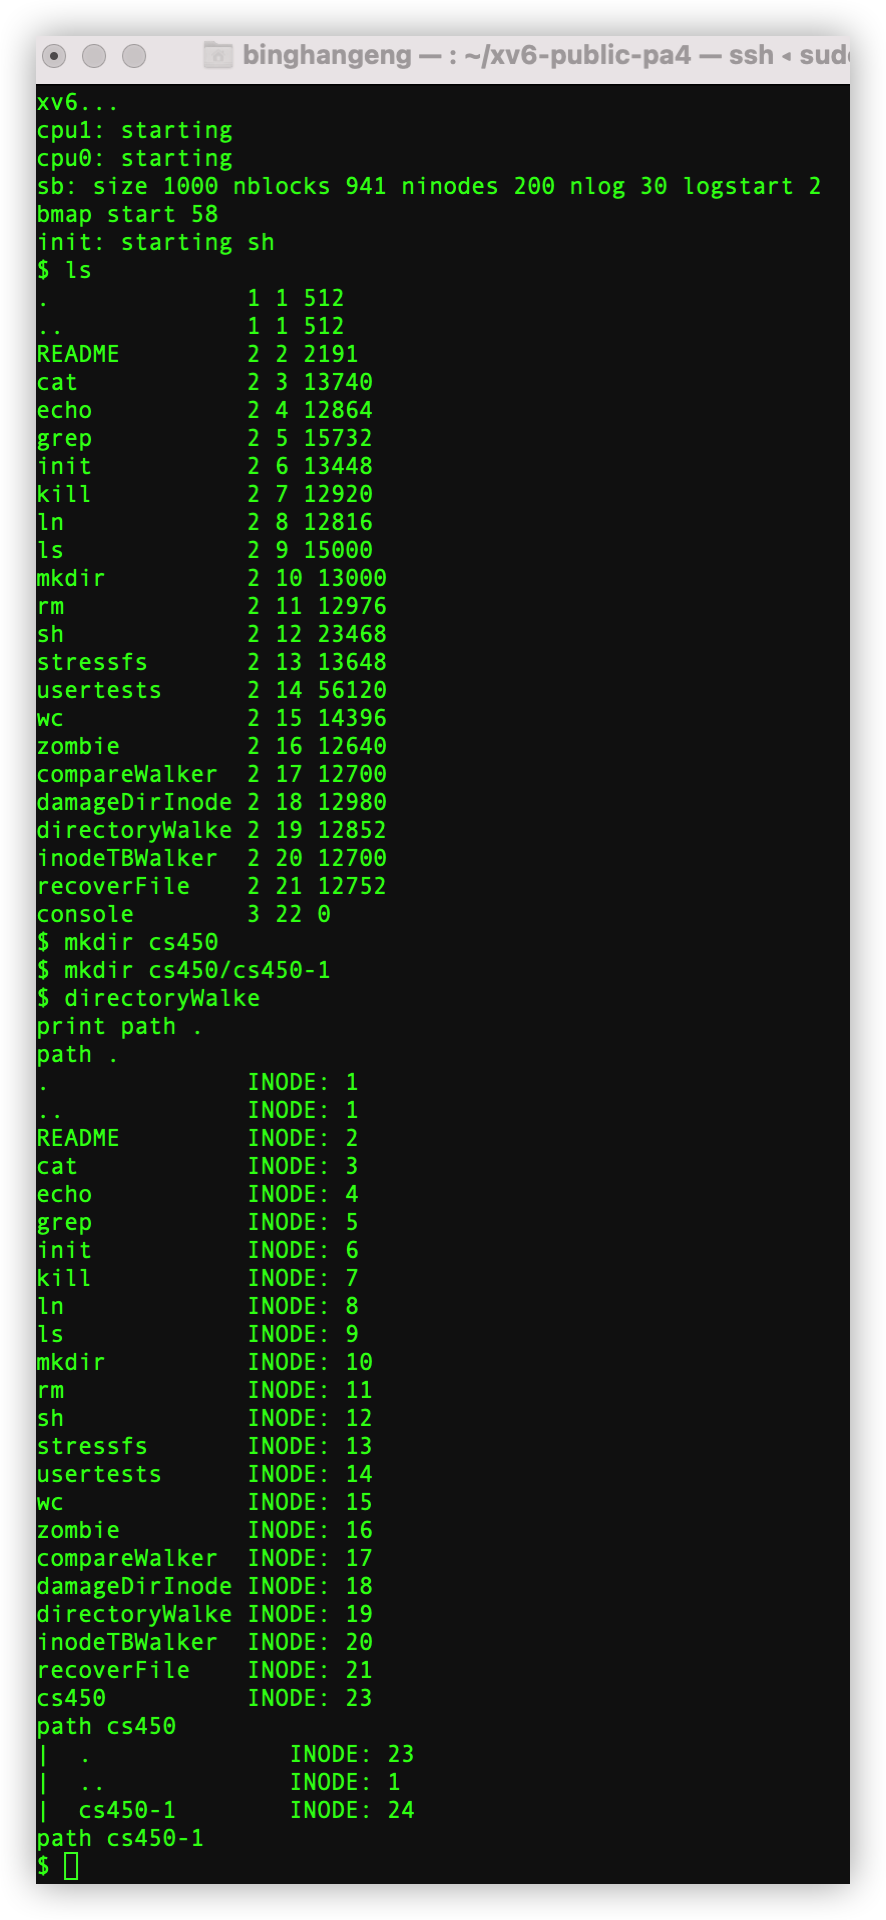 binghangeng — : ~/xv6-public-pa4 — ssh ◂ sudo
xv6...
cpu1: starting
cpu0: starting
sb: size 1000 nblocks 941 ninodes 200 nlog 30 logstart 2
bmap start 58
init: starting sh
$ ls
. 1 1 512
.. 1 1 512
README 2 2 2191
cat 2 3 13740
echo 2 4 12864
grep 2 5 15732
init 2 6 13448
kill 2 7 12920
ln 2 8 12816
ls 2 9 15000
mkdir 2 10 13000
rm 2 11 12976
sh 2 12 23468
stressfs 2 13 13648
usertests 2 14 56120
wc 2 15 14396
zombie 2 16 12640
compareWalker 2 17 12700
damageDirInode 2 18 12980
directoryWalke 2 19 12852
inodeTBWalker 2 20 12700
recoverFile 2 21 12752
console 3 22 0
$ mkdir cs450
$ mkdir cs450/cs450-1
$ directoryWalke
print path .
path .
. INODE: 1
.. INODE: 1
README INODE: 2
cat INODE: 3
echo INODE: 4
grep INODE: 5
init INODE: 6
kill INODE: 7
ln INODE: 8
ls INODE: 9
mkdir INODE: 10
rm INODE: 11
sh INODE: 12
stressfs INODE: 13
usertests INODE: 14
wc INODE: 15
zombie INODE: 16
compareWalker INODE: 17
damageDirInode INODE: 18
directoryWalke INODE: 19
inodeTBWalker INODE: 20
recoverFile INODE: 21
cs450 INODE: 23
path cs450
| . INODE: 23
| .. INODE: 1
| cs450-1 INODE: 24
path cs450-1
$